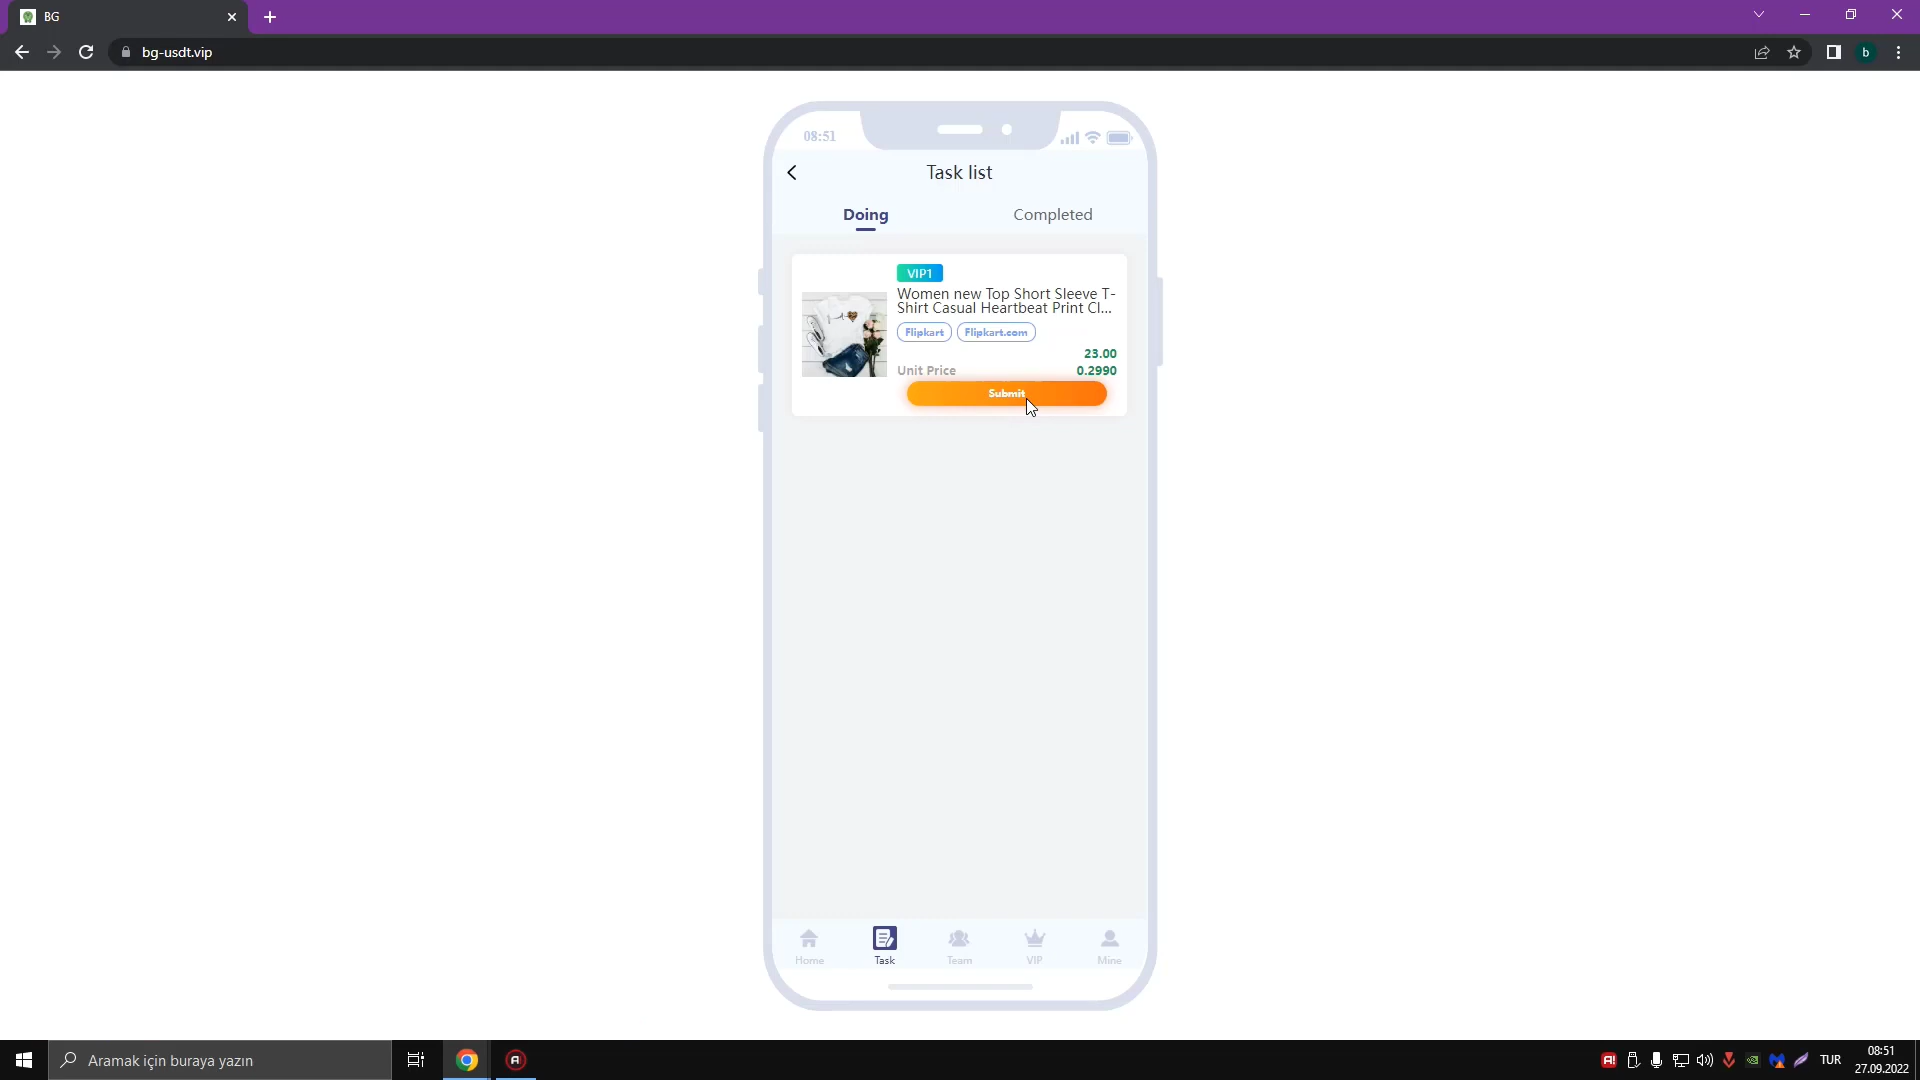 BG
bg-usdt.vip
b
08:51
Task list
Doing
Completed
VIP1
Women new Top Short Sleeve T-
Shirt Casual Heartbeat Print Cl...
Flipkart
Flipkart.com
23.00
Unit Price
0.2990
Submit
Home
Task
Team
VIP
Mine
Aramak için buraya yazın
TUR
08:51
27.09.2022